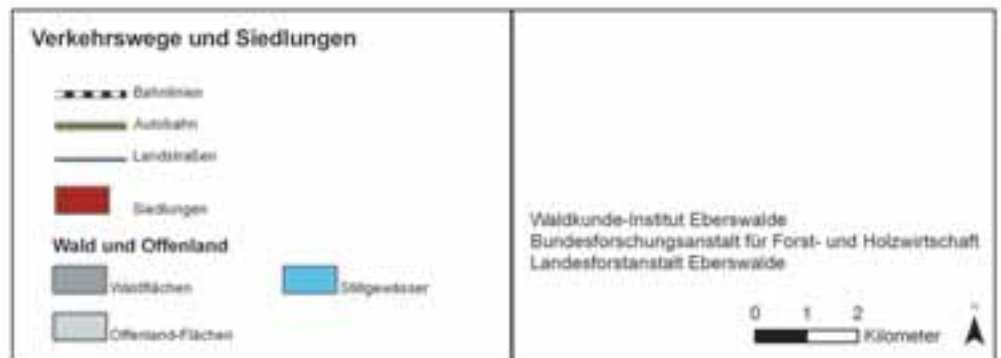 Verkehrswege und Siedlungen
Bahnlinien
Autobahn
Landstraßen
Siedlungen
Wald und Offenland
Waldflächen
Stillgewässer
Offenland-Flächen
Waldkunde-Institut Eberswalde
Bundesforschungsanstalt für Forst- und Holzwirtschaft
Landesforstanstalt Eberswalde
0 1 2
Kilometer